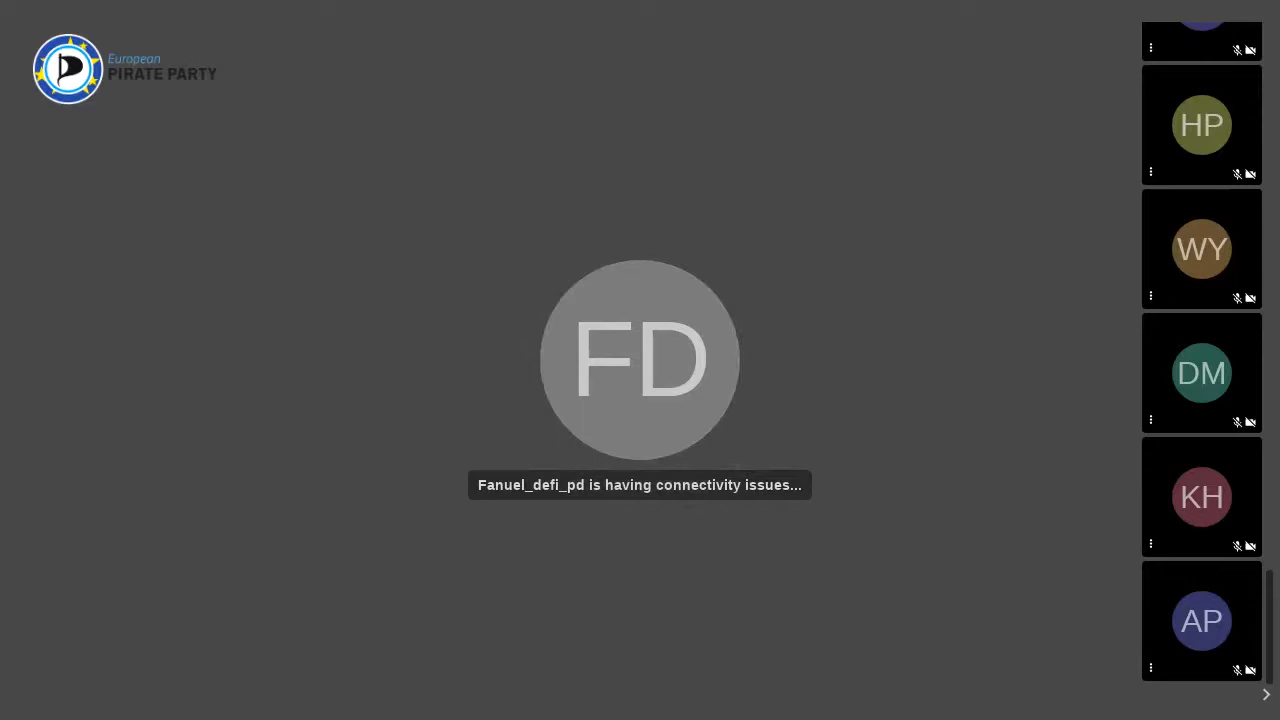 European
PIRATE PARTY
HP
WY
DM
KH
AP
FD
Fanuel_defi_pd is having connectivity issues...